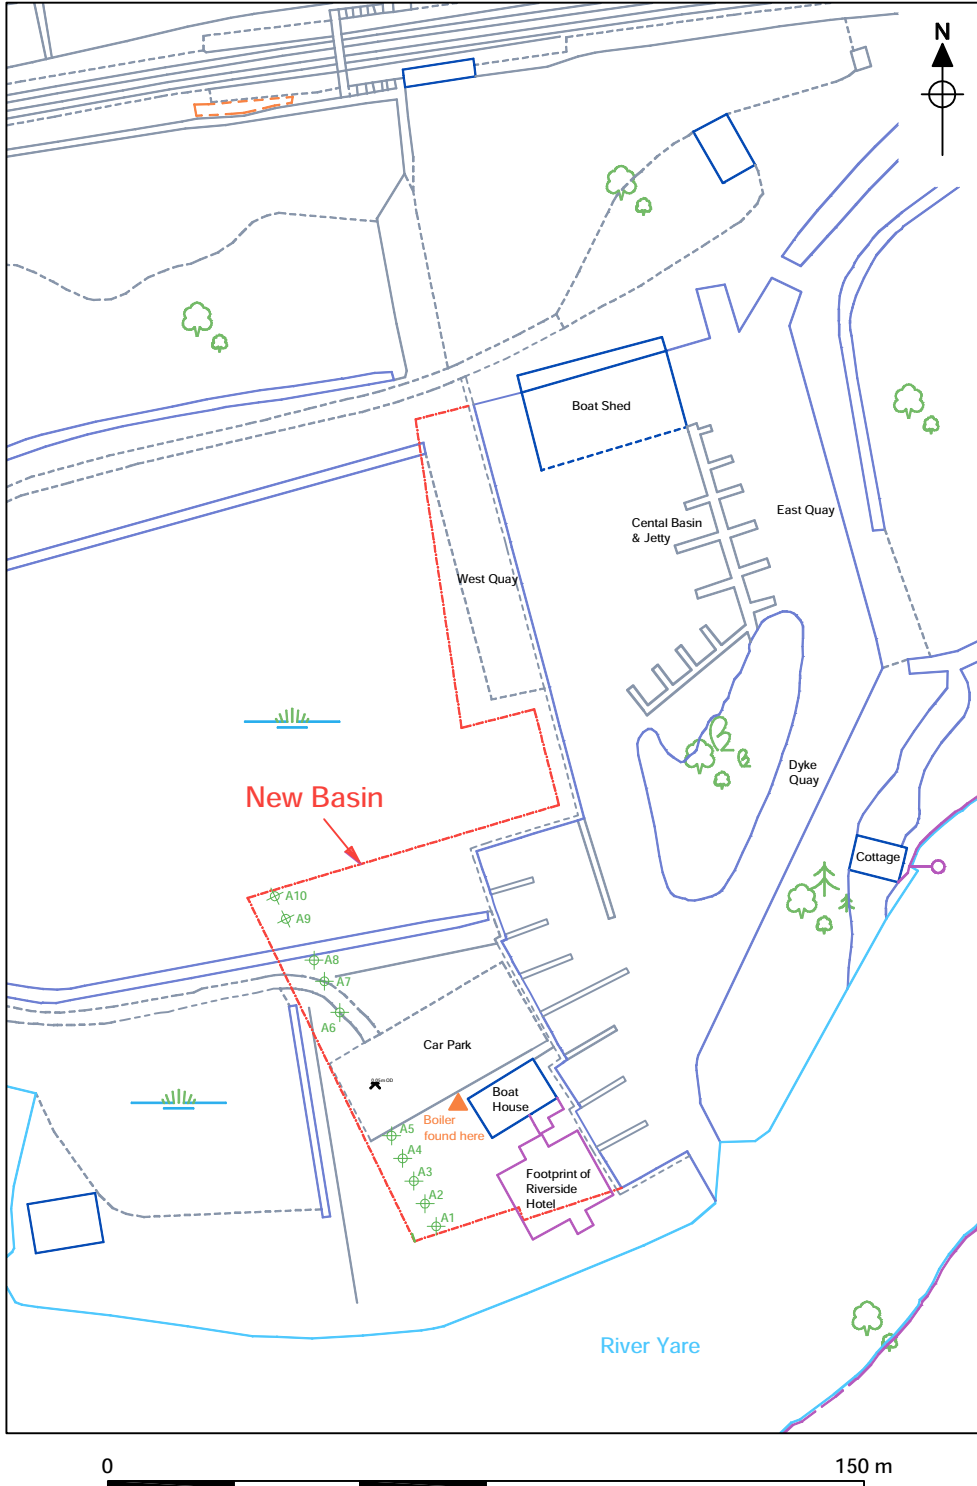 N
Boat Shed
East Quay
Cental Basin
& Jetty
West Quay
Dyke
Quay
New Basin
Cottage
A10
A9
A8
A7
A6
Car Park
Boat
House
Boiler
found here
A5
A4
A3
A2
A1
Footprint of
Riverside
Hotel
River Yare
0
150 m